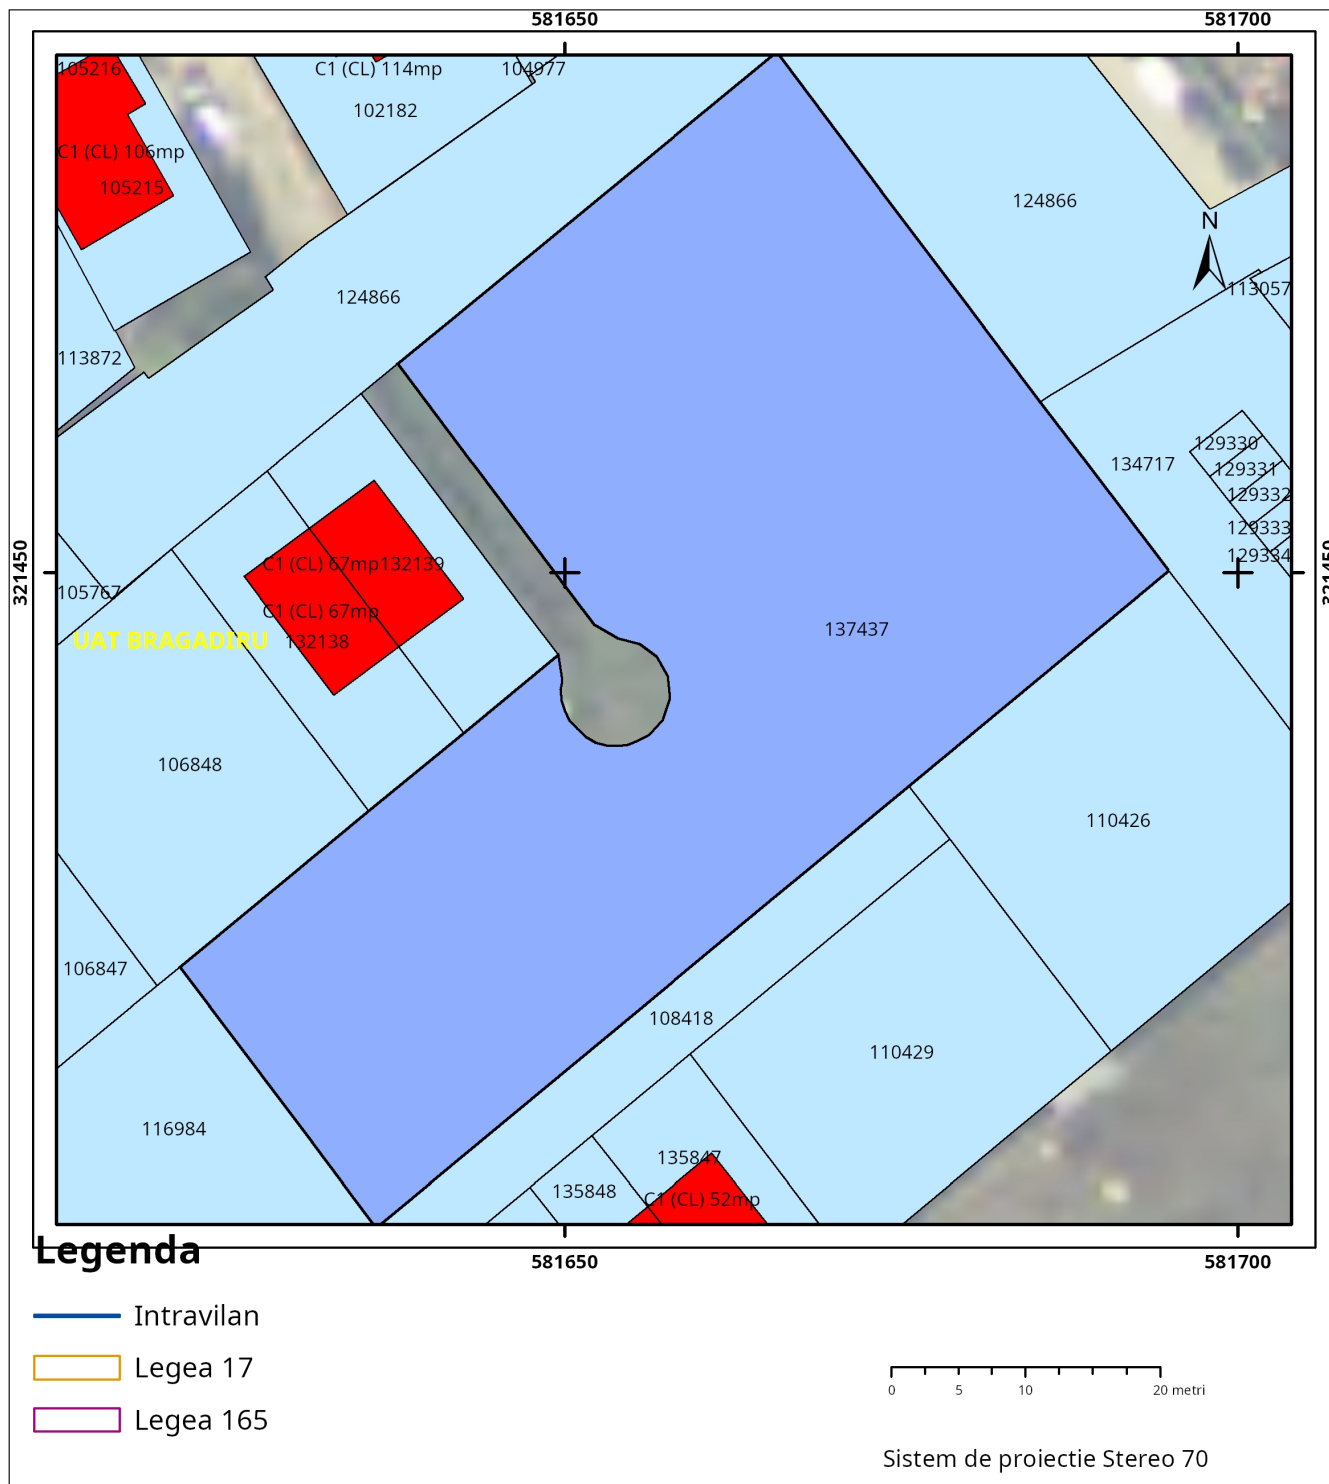 581650 581700
105216
C1 (CL) 114mp
104977
102182
C1 (CL) 106mp
105215
124866
N
113057
124866
113872
129330
134717
129331
129332
129333
129334
321450
321450
C1 (CL) 67mp132139
105767
C1 (CL) 67mp
UAT BRAGADIRU
132138
137437
106848
110426
106847
108418
110429
116984
135847
135848
C1 (CL) 52mp
581650 581700
Legenda
Intravilan
Legea 17
Legea 165
0 5 10 20 metri
Sistem de proiectie Stereo 70